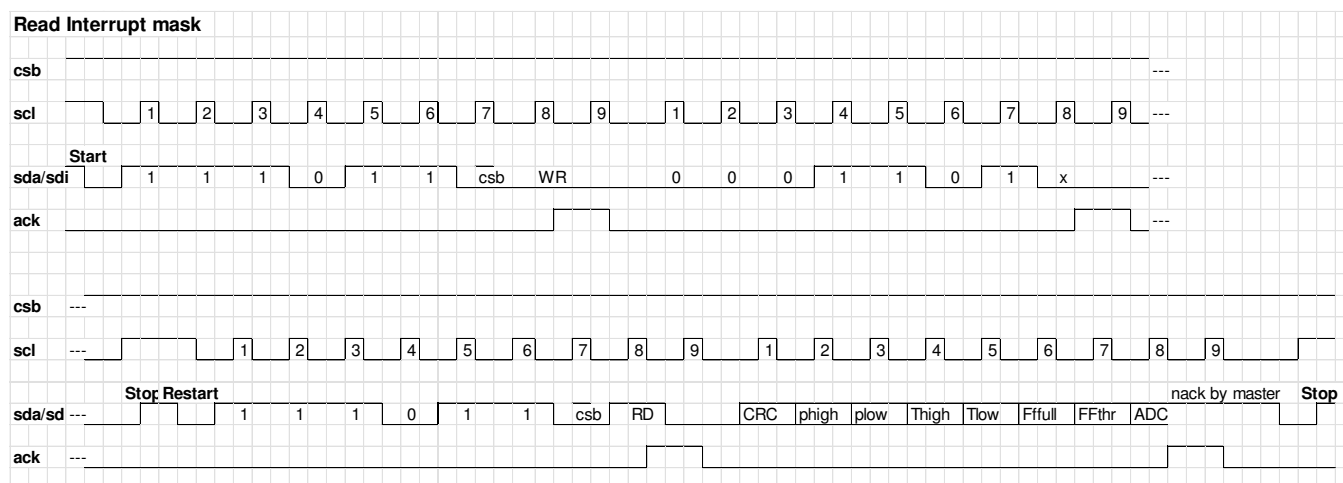 Read Interrupt mask
csb ---
scl 1 2 3 4 5 6 7 8 9 1 2 3 4 5 6 7 8 9 ---
Start
sda/sdi 1 1 1 0 1 1 csb WR 0 0 0 1 1 0 1 x ---
ack ---
csb ---
scl --- 1 2 3 4 5 6 7 8 9 1 2 3 4 5 6 7 8 9
Stop Restart nack by master Stop
sda/sd --- 1 1 1 0 1 1 csb RD CRC phigh plow Thigh Tlow Fffull FFthr ADC
ack ---